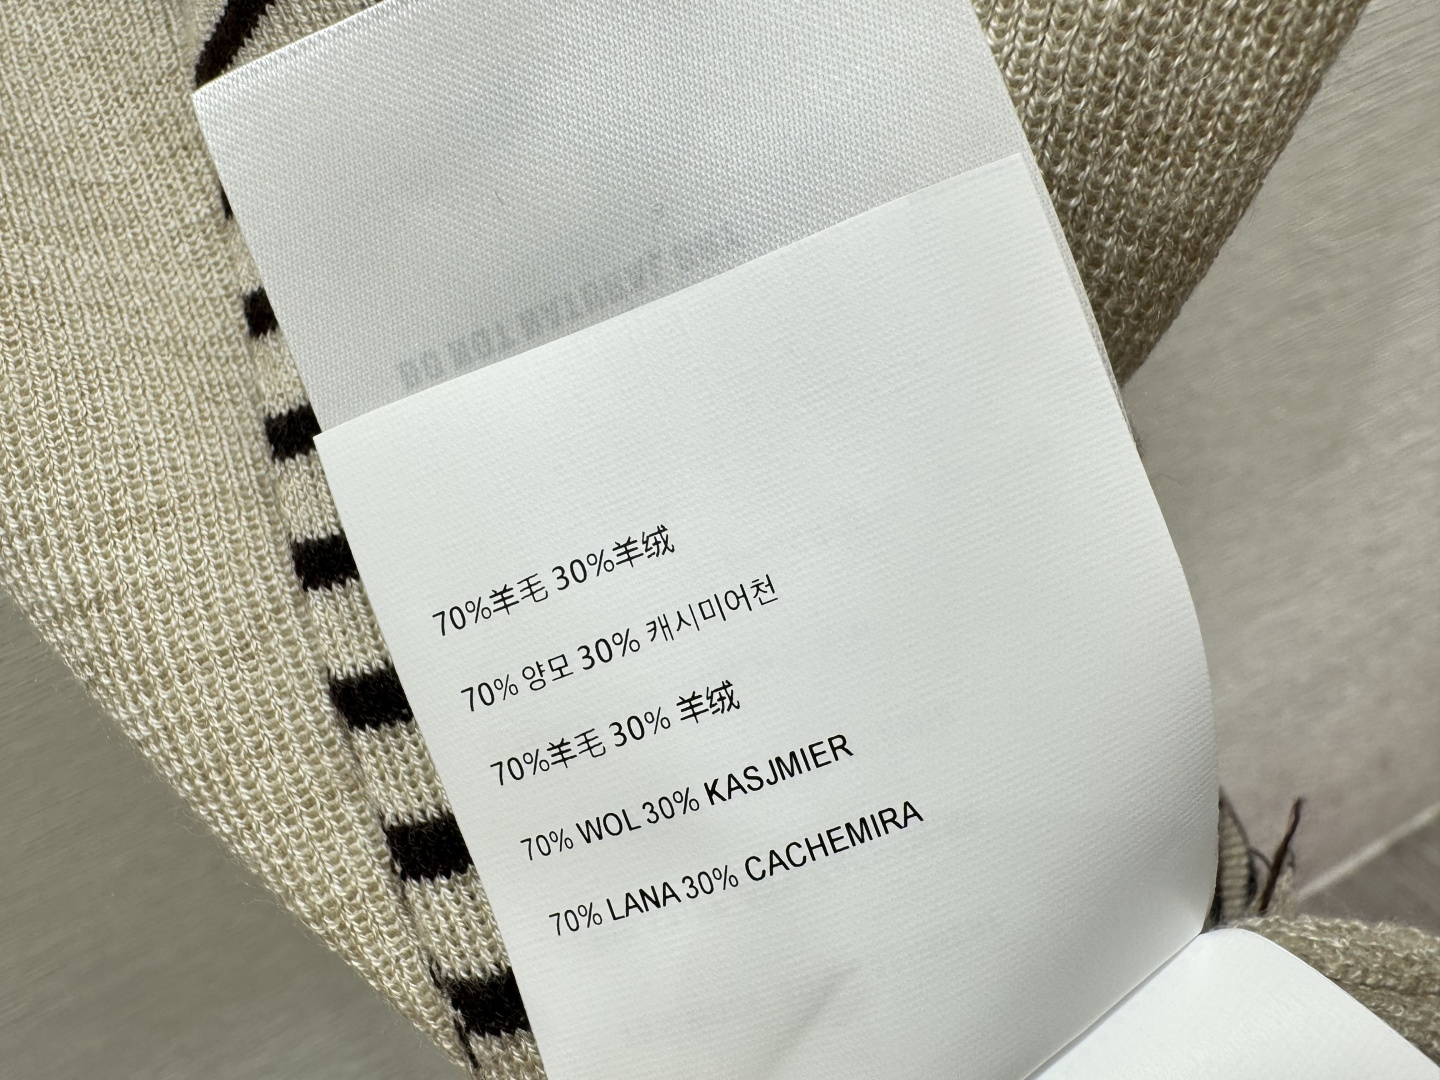 70%羊毛 30%羊绒
70% 양모 30% 캐시미어천
70%羊毛 30% 羊绒
70% WOL 30% KASJMIER
70% LANA 30% CACHEMIRA